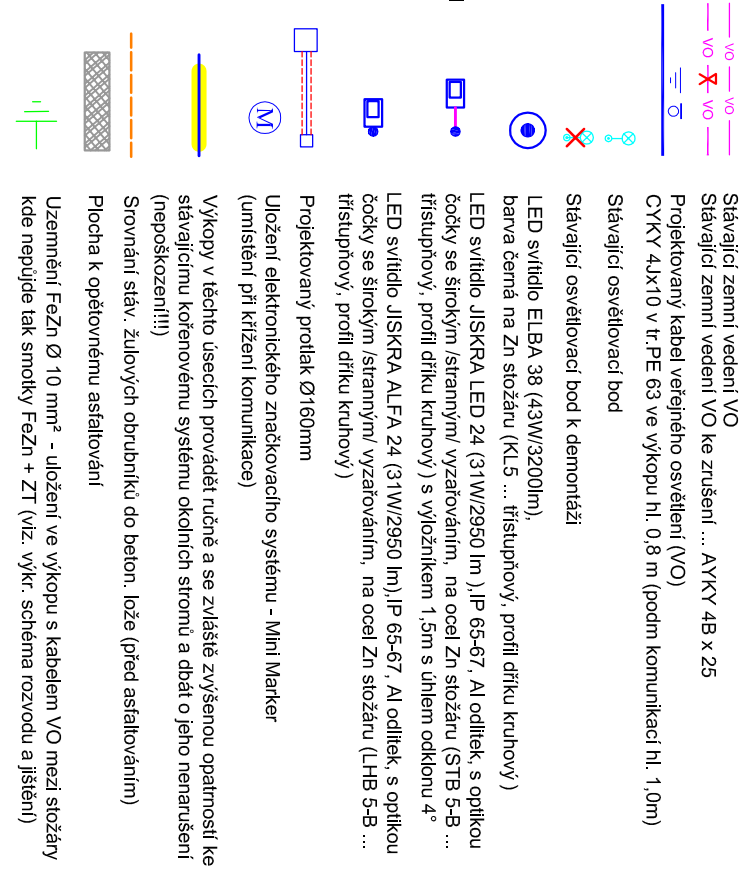 VO VO
Stávající zemní vedení VO
VO VO
Stávající zemní vedení VO ke zrušení ... AYKY 4B x 25
Projektovaný kabel veřejného osvětlení (VO)
CYKY 4Jx10 v tr.PE 63 ve výkopu hl. 0,8 m (podm komunikací hl. 1,0m)
Stávající osvětlovací bod
Stávající osvětlovací bod k demontáži
LED svítidlo ELBA 38 (43W/3200lm),
barva černá na Zn stožáru (KL5 ... třístupňový, profil dříku kruhový )
LED svítidlo JISKRA LED 24 (31W/2950 lm ),IP 65-67, Al odlitek, s optikou
čočky se širokým /stranným/ vyzařováním, na ocel Zn stožáru (STB 5-B ...
třístupňový, profil dříku kruhový ) s výložníkem 1,5m s úhlem odklonu 4°
LED svítidlo JISKRA ALFA 24 (31W/2950 lm),IP 65-67, Al odlitek, s optikou
čočky se širokým /stranným/ vyzařováním, na ocel Zn stožáru (LHB 5-B ...
třístupňový, profil dříku kruhový )
Projektovaný protlak Ø160mm
M
Uložení elektronického značkovacího systému - Mini Marker
(umístění při křížení komunikace)
Výkopy v těchto úsecích provádět ručně a se zvláště zvýšenou opatrností ke
stávajícímu kořenovému systému okolních stromů a dbát o jeho nenarušení
(nepoškození!!!)
Srovnání stáv. žulových obrubníků do beton. lože (před asfaltováním)
Plocha k opětovnému asfaltování
Uzemnění FeZn Ø 10 mm² - uložení ve výkopu s kabelem VO mezi stožáry
kde nepůjde tak smotky FeZn + ZT (viz. výkr. schéma rozvodu a jištění)